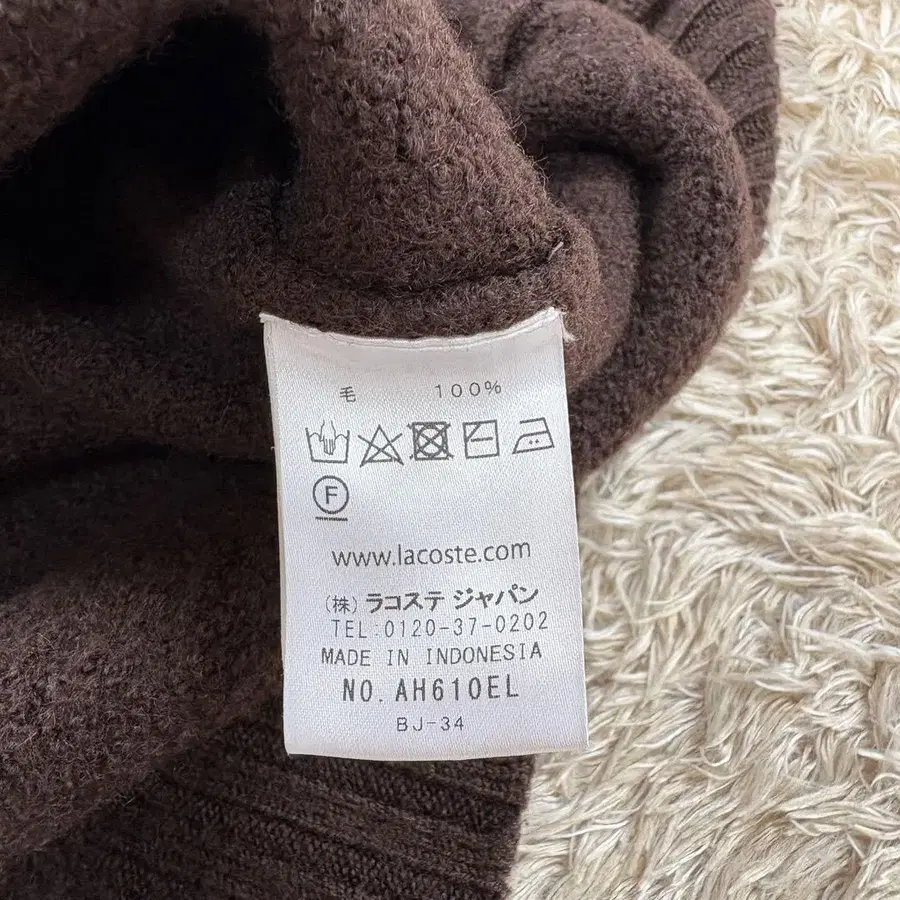 毛 100%
F
www.lacoste.com
(株) ラコステ ジャパン
TEL:0120-37-0202
MADE IN INDONESIA
NO. AH610EL
BJ-34